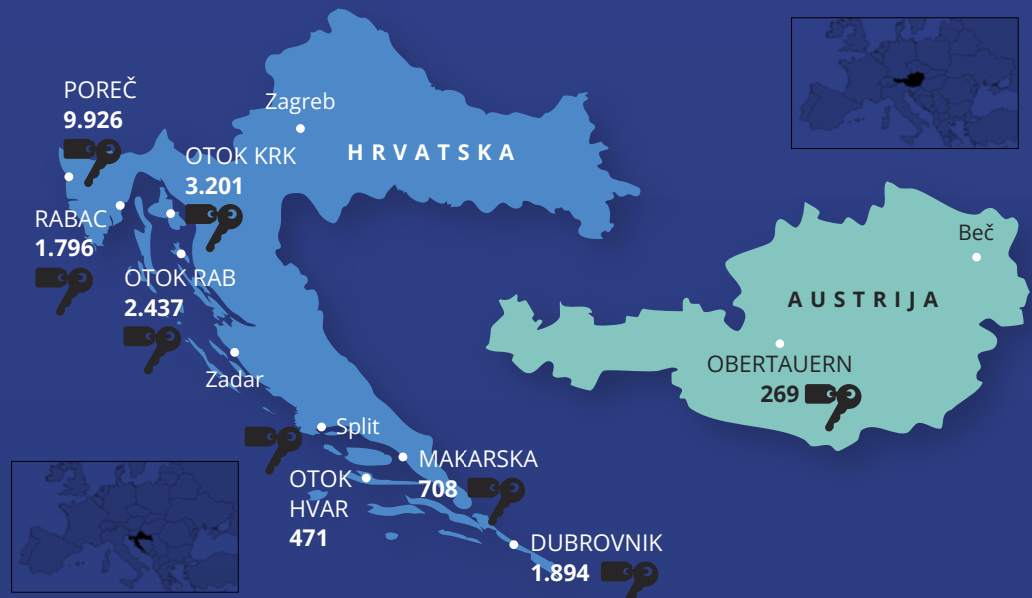 POREČ
9.926
Zagreb
HRVATSKA
OTOK KRK
3.201
RABAC
1.796
OTOK RAB
2.437
Zadar
Split
OTOK
HVAR
471
MAKARSKA
708
DUBROVNIK
1.894
Beč
AUSTRIJA
OBERTAUERN
269